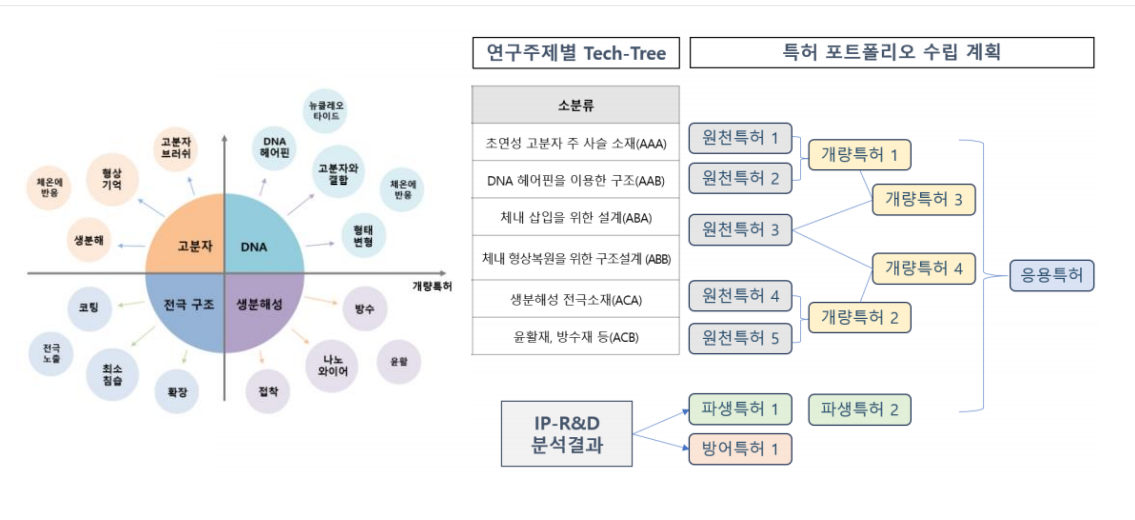 뉴클레오
타이드
고분자
브러쉬
DNA
헤어핀
형상
기억
고분자와
결합
체온에
반응
체온에
반응
생분해
형태
변형
고분자
DNA
개량특허
전극 구조
생분해성
코팅
방수
전극
노출
최소
침습
확장
접착
나노
와이어
윤활
연구주제별 Tech-Tree
특허 포트폴리오 수립 계획
소분류
초연성 고분자 주 사슬 소재(AAA)
DNA 헤어핀을 이용한 구조(AAB)
체내 삽입을 위한 설계(ABA)
체내 형상복원을 위한 구조설계 (ABB)
생분해성 전극소재(ACA)
윤활재, 방수재 등(ACB)
원천특허 1
원천특허 2
원천특허 3
원천특허 4
원천특허 5
개량특허 1
개량특허 3
개량특허 4
개량특허 2
응용특허
IP-R&D
분석결과
파생특허 1
파생특허 2
방어특허 1